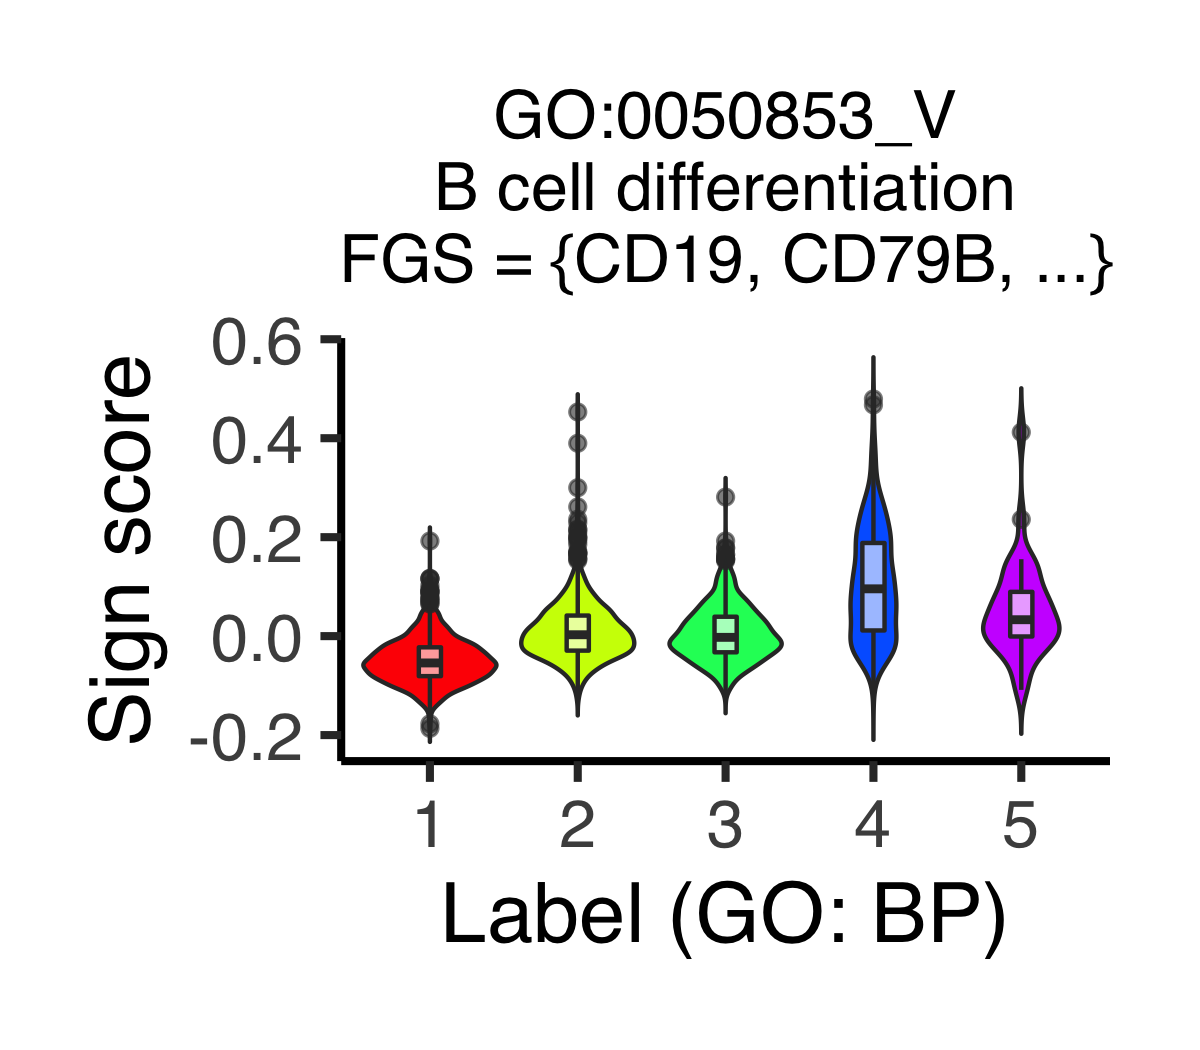 GO:0050853_V
B cell differentiation
FGS = {CD19, CD79B, ...}
Sign score
0.6
0.4
0.2
0.0
-0.2
1 2 3 4 5
Label (GO: BP)